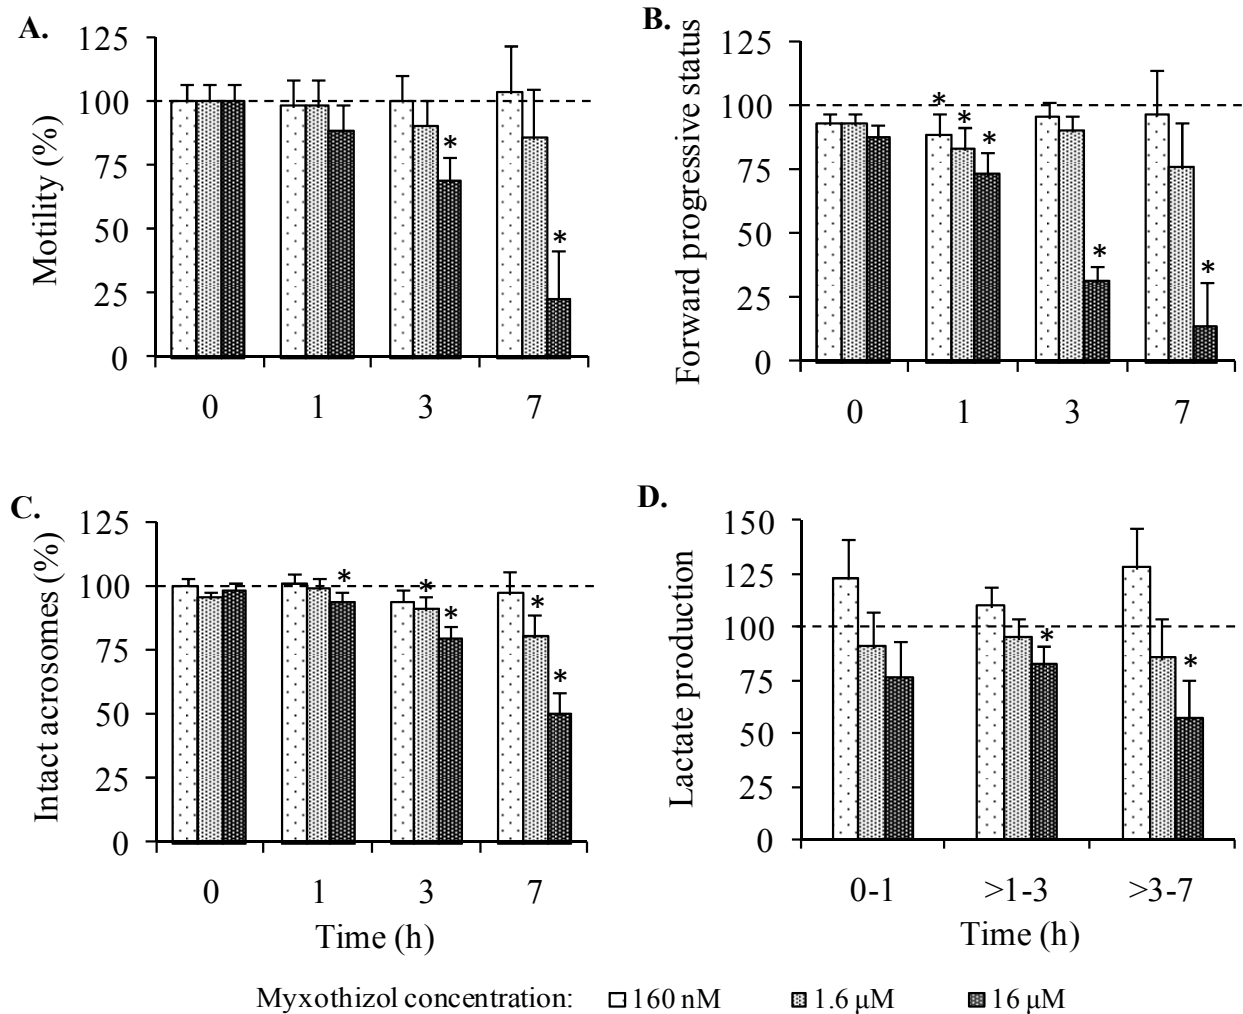 A.
125
100
75
50
25
0
Motility (%)
* *
0 1 3 7
B.
125
100
75
50
25
0
Forward progressive status
* * * * *
0 1 3 7
C.
125
100
75
50
25
0
Intact acrosomes (%)
* * * * *
0 1 3 7
Time (h)
D.
150
125
100
75
50
25
0
Lactate production
* *
0-1 >1-3 >3-7
Time (h)
Myxothizol concentration: 160 nM 1.6 μM 16 μM